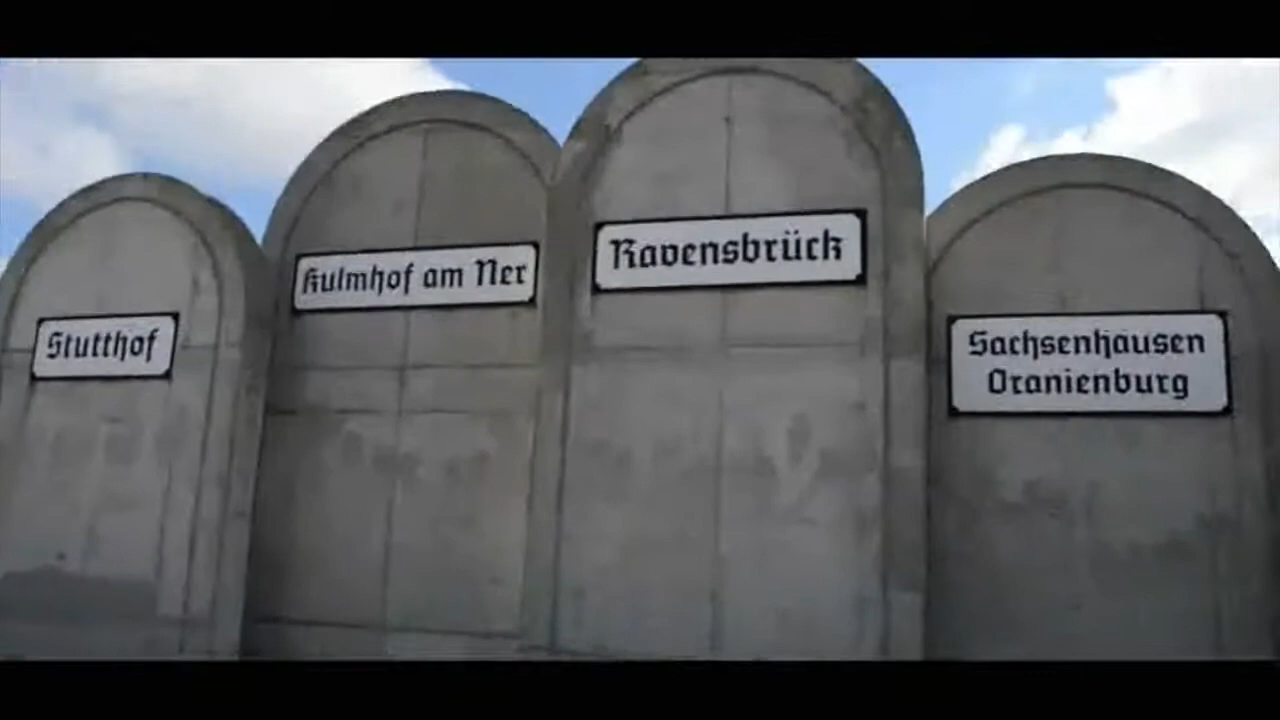 Stutthof
Kulmhof am Ner
Ravensbrück
Sachsenhausen
Oranienburg